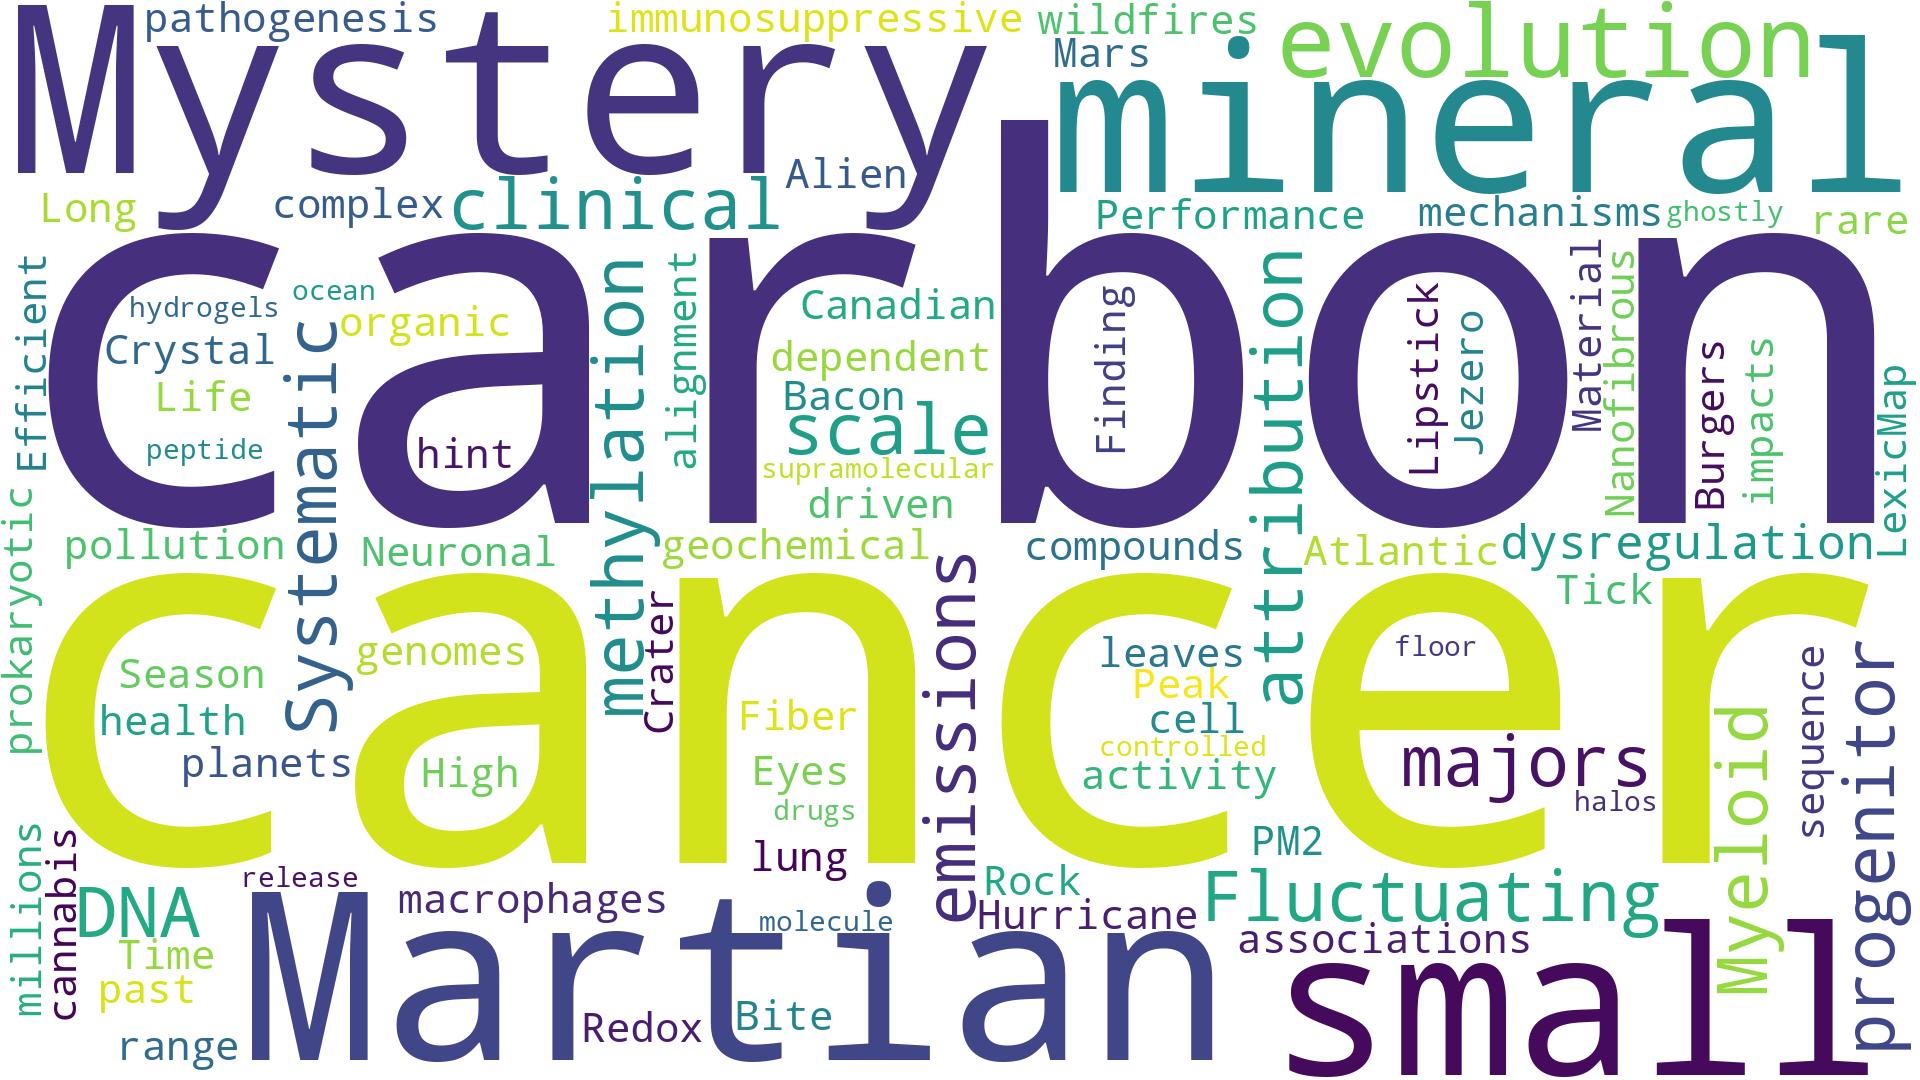 pathogenesis
immunosuppressive
wildfires
evolution
Mystery
Mars
mineral
Alien
Long
complex
clinical
Performance
mechanisms
ghostly
rare
carbon
Efficient
hydrogels
ocean
Crystal
organic
Life
peptide
hint
Systematic
methylation
alignment
Canadian
dependent
Bacon
scale
supramolecular
driven
Finding
attribution
Lipstick
Jezero
Material
Nanofibrous
Burgers
impacts
LexicMap
prokaryotic
pollution
Neuronal
geochemical
compounds
Atlantic
dysregulation
Tick
cancer
Season
health
planets
genomes
High
Crater
Fiber
Eyes
drugs
lung
emissions
leaves
Peak
cell
controlled
activity
floor
majors
halos
PM2
Myeloid
sequence
progenitor
millions
cannabis
DNA
Time
past
range
release
macrophages
molecule
Rock
Hurricane
Fluctuating
associations
Martian
Redox
Bite
small